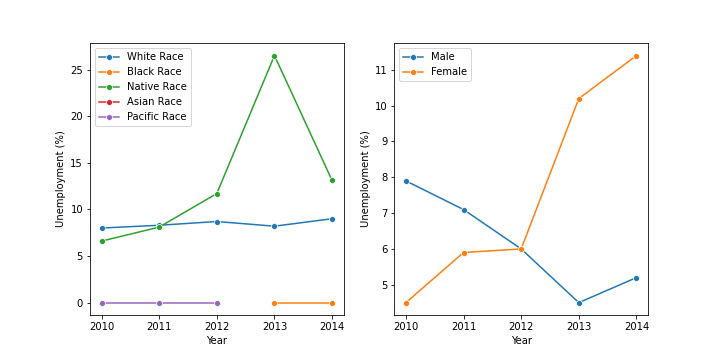 White Race
Black Race
Native Race
Asian Race
Pacific Race
Unemployment (%)
25
20
15
10
5
0
2010 2011 2012 2013 2014
Year
Male
Female
Unemployment (%)
11
10
9
8
7
6
5
2010 2011 2012 2013 2014
Year